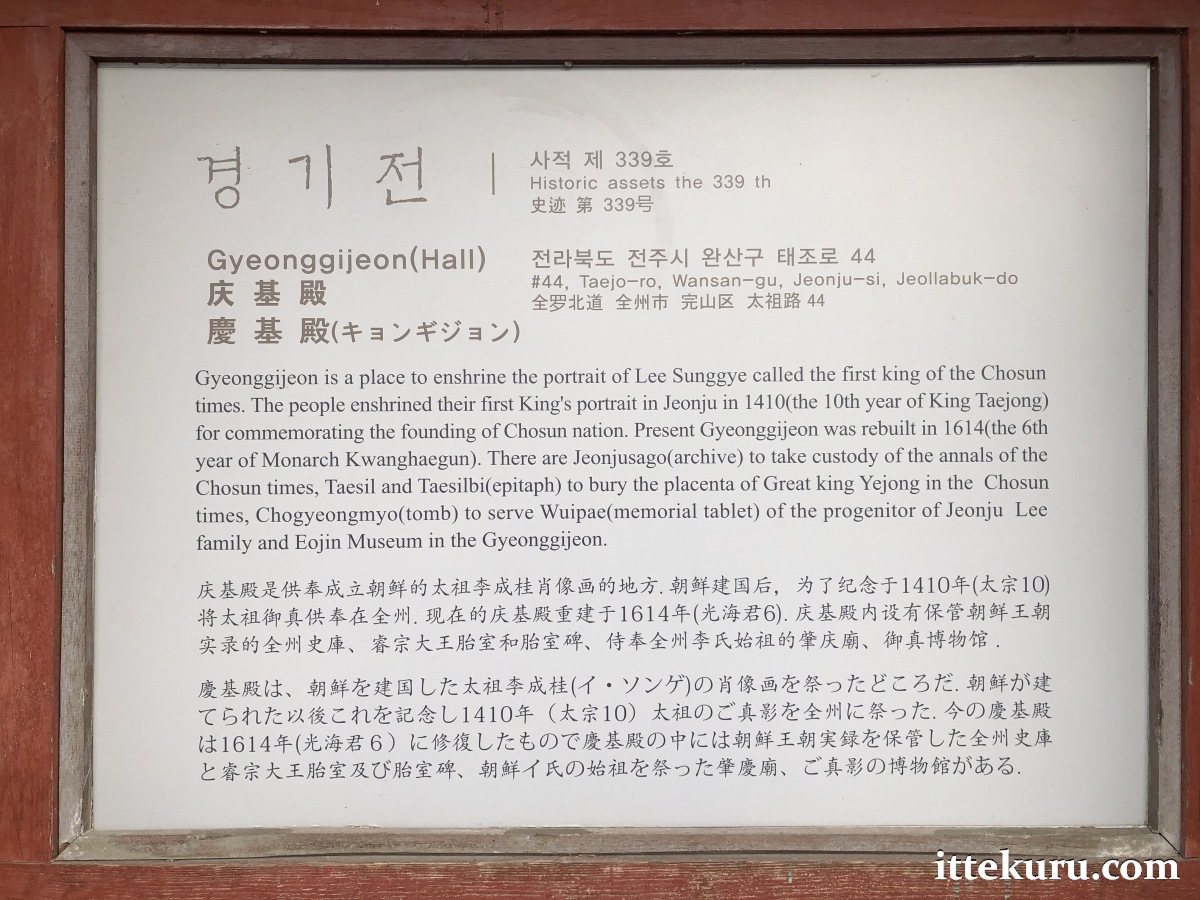 경기전
사적 제 339호
Historic assets the 339 th
史迹 第 339号
Gyeonggijeon(Hall)
庆基殿
慶基殿(キョンギジョン)
전라북도 전주시 완산구 태조로 44
#44, Taejo-ro, Wansan-gu, Jeonju-si, Jeollabuk-do
全罗北道 全州市 完山区 太祖路 44
Gyeonggijeon is a place to enshrine the portrait of Lee Sunggye called the first king of the Chosun
times. The people enshrined their first King's portrait in Jeonju in 1410(the 10th year of King Taejong)
for commemorating the founding of Chosun nation. Present Gyeonggijeon was rebuilt in 1614(the 6th
year of Monarch Kwanghaegun). There are Jeonjusago(archive) to take custody of the annals of the
Chosun times, Taesil and Taesilbi(epitaph) to bury the placenta of Great king Yejong in the Chosun
times, Chogyeongmyo(tomb) to serve Wuipae(memorial tablet) of the progenitor of Jeonju Lee
family and Eojin Museum in the Gyeonggijeon.
庆基殿是供奉成立朝鲜的太祖李成桂肖像画的地方. 朝鲜建国后，为了纪念于1410年(太宗10)
将太祖御真供奉在全州. 现在的庆基殿重建于1614年(光海君6). 庆基殿内设有保管朝鲜王朝
实录的全州史庫、睿宗大王胎室和胎室碑、侍奉全州李氏始祖的肇庆廟、御真博物馆.
慶基殿は、朝鮮を建国した太祖李成桂(イ・ソンゲ)の肖像画を祭ったどころだ. 朝鮮が建
てられた以後これを記念し1410年（太宗10）太祖のご真影を全州に祭った. 今の慶基殿
は1614年(光海君６）に修復したもので慶基殿の中には朝鮮王朝実録を保管した全州史庫
と睿宗大王胎室及び胎室碑、朝鮮イ氏の始祖を祭った肇慶廟、ご真影の博物館がある.
ittekuru.com